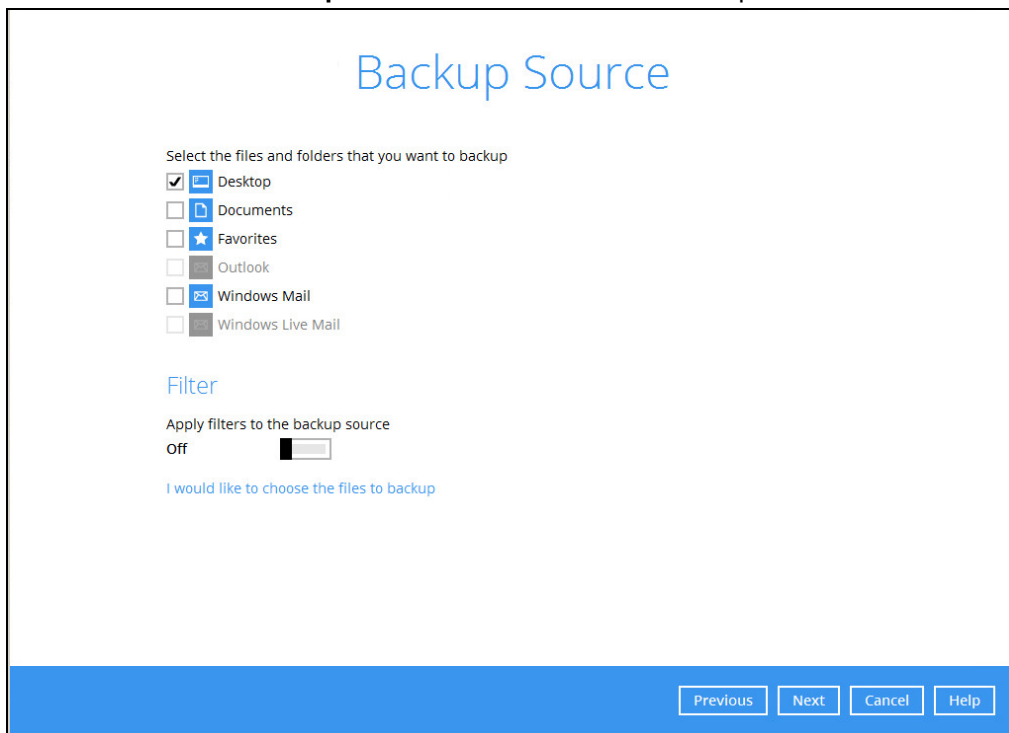 Backup Source
Select the files and folders that you want to backup
Desktop
Documents
Favorites
Outlook
Windows Mail
Windows Live Mail
Filter
Apply filters to the backup source
Off
I would like to choose the files to backup
Previous Next Cancel Help